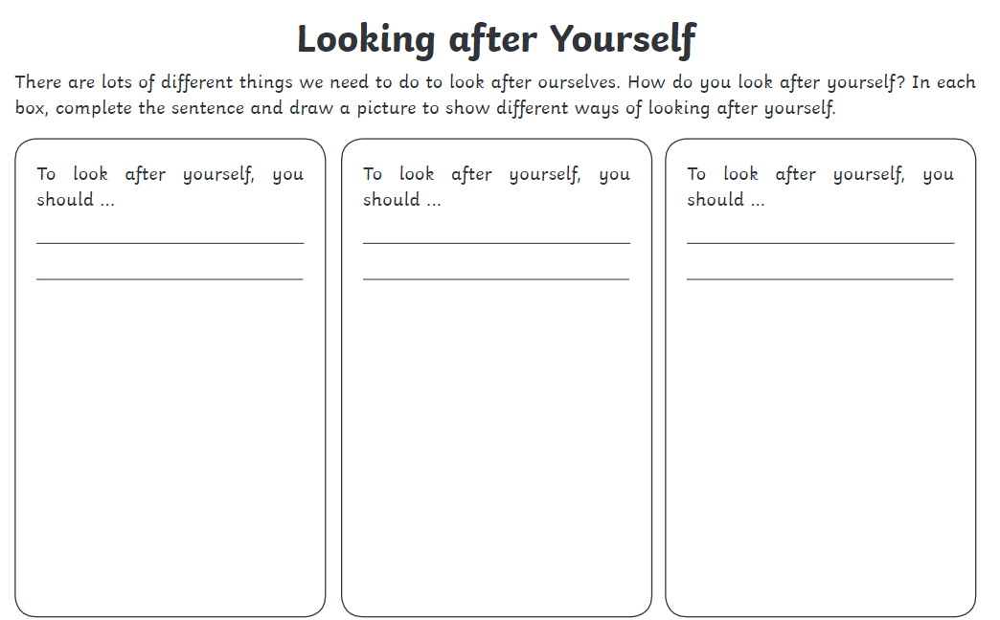 Looking after Yourself
There are lots of different things we need to do to look after ourselves. How do you look after yourself? In each
box, complete the sentence and draw a picture to show different ways of looking after yourself.
To look after yourself, you
should ...
To look after yourself, you
should ...
To look after yourself, you
should ...